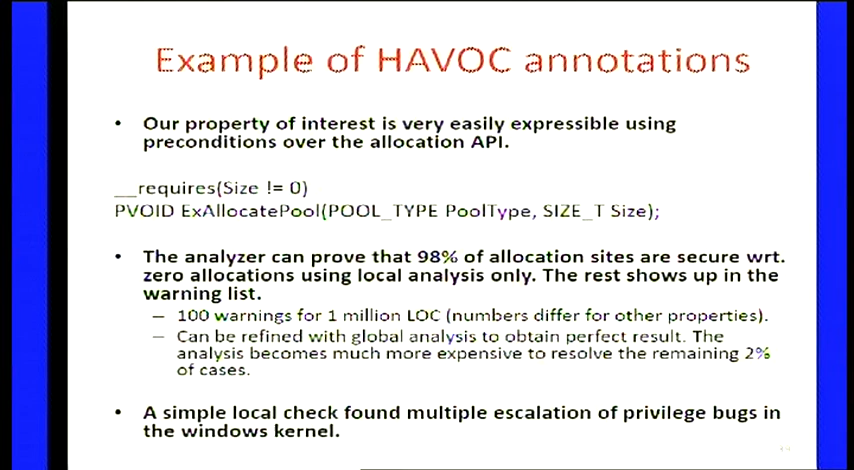 Example of HAVOC annotations
• Our property of interest is very easily expressible using
preconditions over the allocation API.
__requires(Size != 0)
PVOID ExAllocatePool(POOL_TYPE PoolType, SIZE_T Size);
• The analyzer can prove that 98% of allocation sites are secure wrt.
zero allocations using local analysis only. The rest shows up in the
warning list.
– 100 warnings for 1 million LOC (numbers differ for other properties).
– Can be refined with global analysis to obtain perfect result. The
analysis becomes much more expensive to resolve the remaining 2%
of cases.
• A simple local check found multiple escalation of privilege bugs in
the windows kernel.